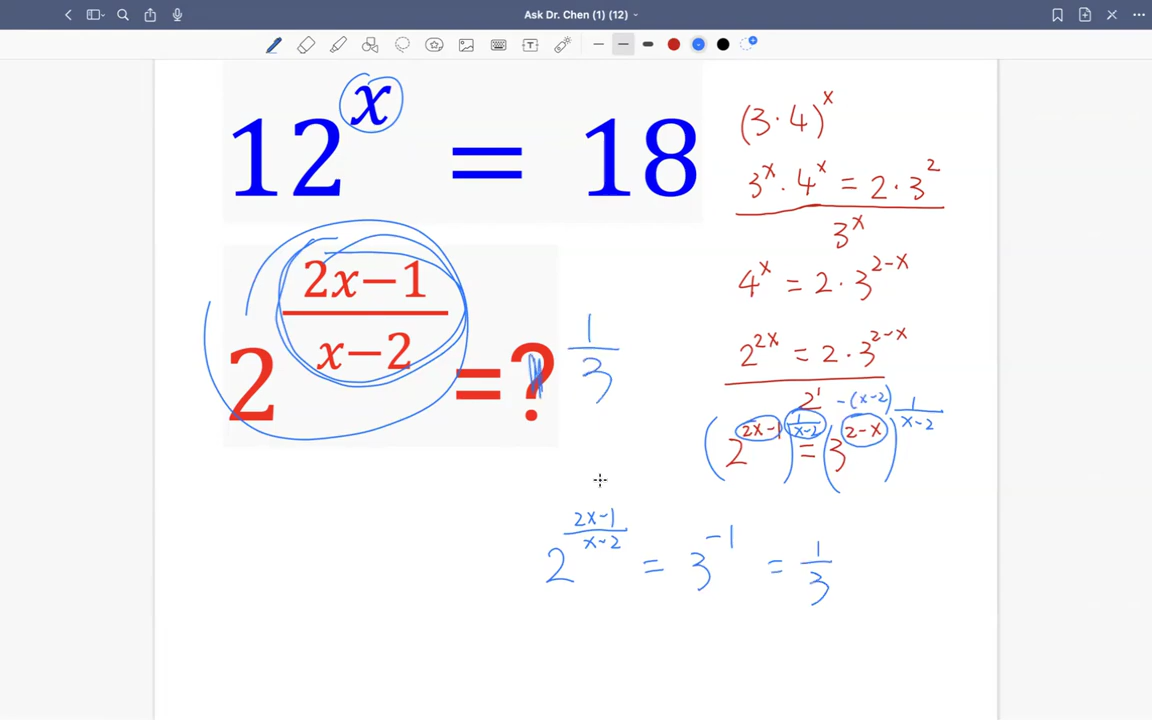 Ask Dr. Chen (1) (12)
12^x = 18
2^((2x−1)/(x−2)) = ? 1/3
(3·4)^x
3^x · 4^x = 2·3^2
3^x
4^x = 2·3^(2-x)
2^(2x) = 2·3^(2-x)
2^1
(2^(2x-1))^(1/(x-2)) = (3^(2-x))^(1/(x-2))
-(x-2)
2^((2x-1)/(x-2)) = 3^(-1) = 1/3